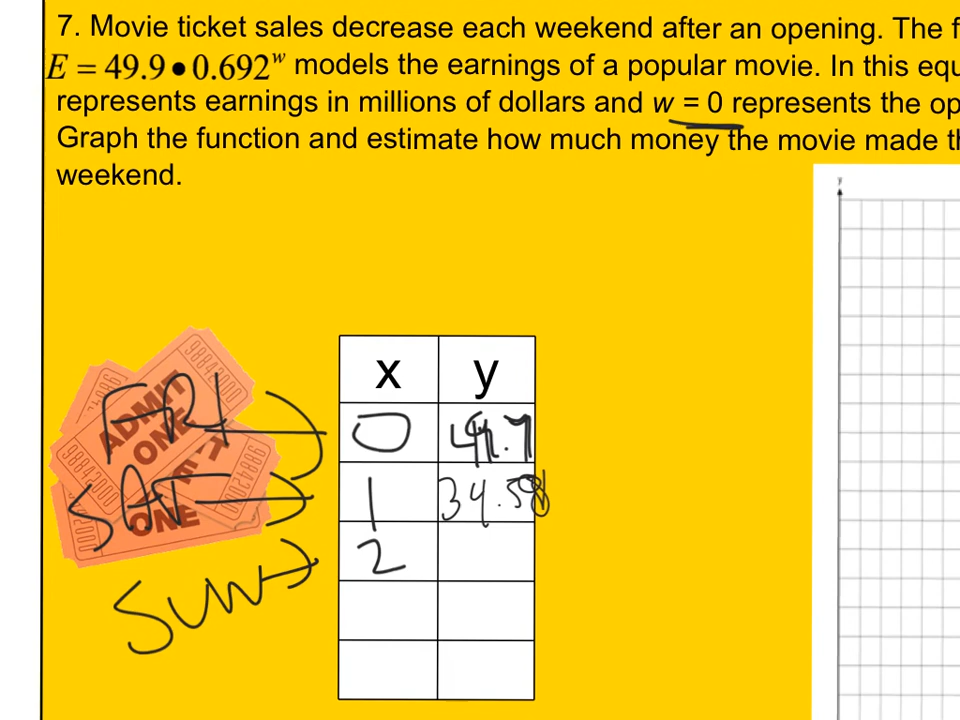 7. Movie ticket sales decrease each weekend after an opening. The f
E = 49.9 • 0.692^w models the earnings of a popular movie. In this equ
represents earnings in millions of dollars and w = 0 represents the op
Graph the function and estimate how much money the movie made th
weekend.
y
x y
FRI 0 49.9
SAT 1 34.58
SUN 2
ADMIT
ONE
ONE
98843000